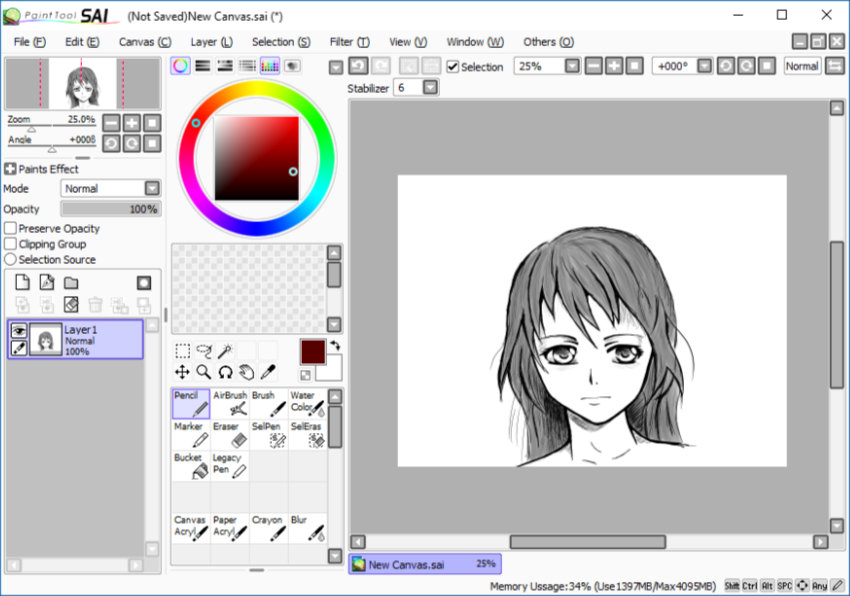 PaintTool SAI (Not Saved)New Canvas.sai (*)
File (F) Edit (E) Canvas (C) Layer (L) Selection (S) Filter (T) View (V) Window (W) Others (O)
Selection 25% +000° Normal
Stabilizer 6
Zoom 25.0%
Angle +000ß
Paints Effect
Mode Normal
Opacity 100%
Preserve Opacity
Clipping Group
Selection Source
Layer1
Normal
100%
Pencil AirBrush Brush Water Color
Marker Eraser SelPen SelEras
Bucket Legacy Pen
Canvas Acryl Paper Acryl Crayon Blur
New Canvas.sai 25%
Memory Ussage:34% (Use1397MB/Max4095MB) Shift Ctrl Alt SPC Any